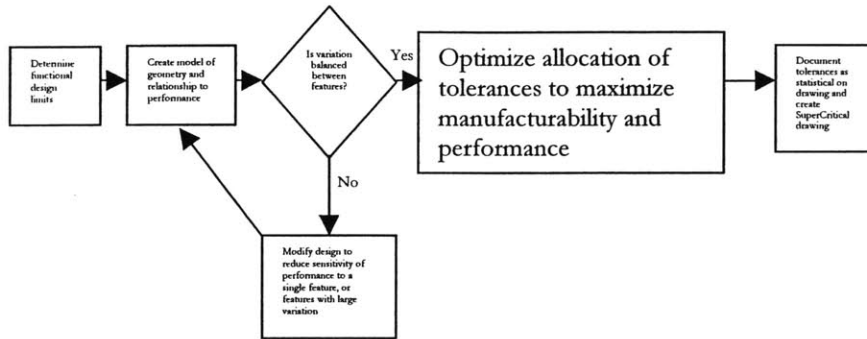 Determine
functional
design
limits
Create model of
geometry and
relationship to
performance
Is variation
balanced
between
features?
Yes
Optimize allocation of
tolerances to maximize
manufacturability and
performance
Document
tolerances as
statistical on
drawing and
create
SuperCritical
drawing
No
Modify design to
reduce sensitivity of
performance to a
single feature, or
features with large
variation